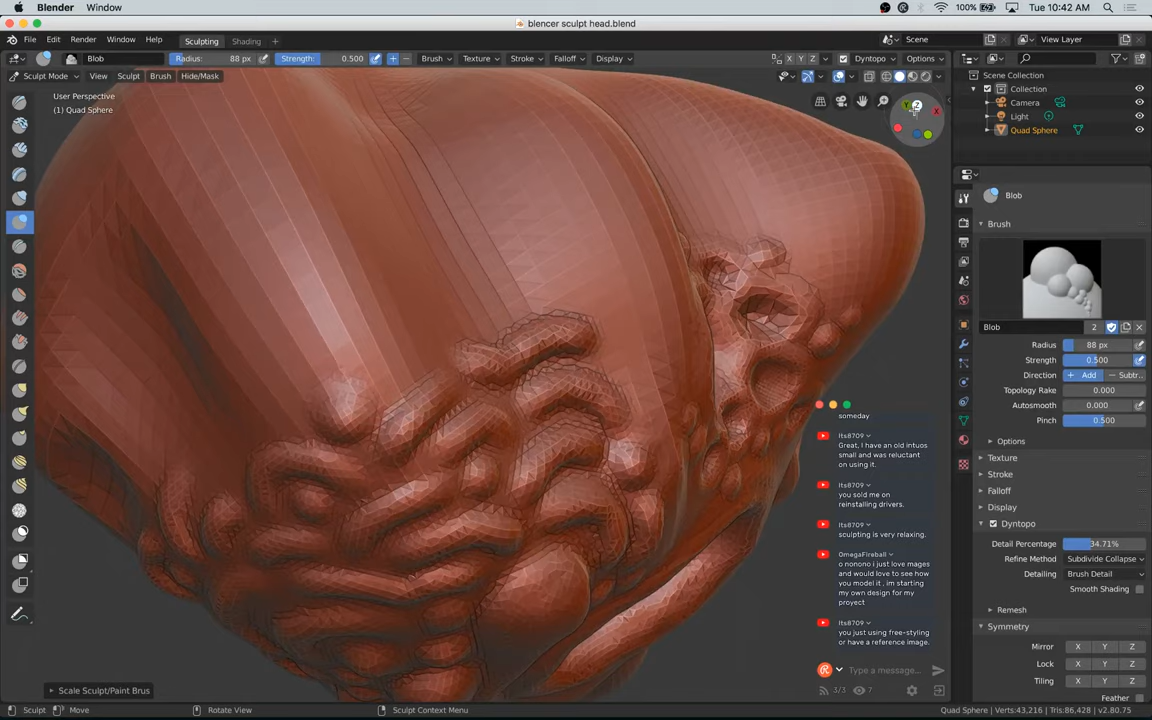 Blender Window 100% Tue 10:42 AM
blencer sculpt head.blend
File Edit Render Window Help Sculpting Shading + Scene View Layer
Blob Radius: 88 px Strength: 0.500 Brush Texture Stroke Falloff Display X Y Z Dyntopo Options
Sculpt Mode View Sculpt Brush Hide/Mask
User Perspective
(1) Quad Sphere
Y Z X
Scene Collection
Collection
Camera
Light
Quad Sphere
Blob
Brush
Blob 2
Radius 88 px
Strength 0.500
Direction + Add − Subtr..
Topology Rake 0.000
Autosmooth 0.000
Pinch 0.500
Options
Texture
Stroke
Falloff
Display
Dyntopo
Detail Percentage 34.71%
Refine Method Subdivide Collapse
Detailing Brush Detail
Smooth Shading
Remesh
Symmetry
Mirror X Y Z
Lock X Y Z
Tiling X Y Z
Feather
someday
Its8709
Great, I have an old intuos
small and was reluctant
on using it.
Its8709
you sold me on
reinstalling drivers.
Its8709
sculpting is very relaxing.
OmegaFireball
o nonono i just love mages
and would love to see how
you model it , im starting
my own design for my
proyect
Its8709
you just using free-styling
or have a reference image.
Type a message...
3/3 7
Scale Sculpt/Paint Brus
Sculpt Move Rotate View Sculpt Context Menu Quad Sphere | Verts:43,216 | Tris:86,428 | v2.80.75